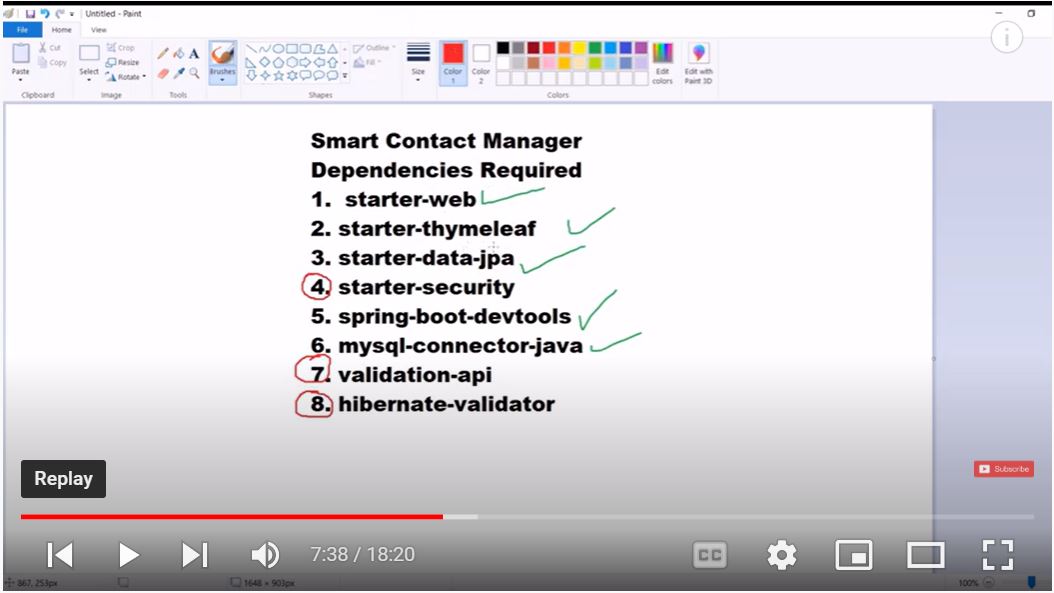 Untitled - Paint
File Home View
Paste
Cut
Copy
Clipboard
Select
Crop
Resize
Rotate
Image
A
Tools
Brushes
Outline
Fill
Shapes
Size
Color 1
Color 2
Edit colors
Colors
Edit with Paint 3D
i
Smart Contact Manager
Dependencies Required
1. starter-web
2. starter-thymeleaf
3. starter-data-jpa
4. starter-security
5. spring-boot-devtools
6. mysql-connector-java
7. validation-api
8. hibernate-validator
Subscribe
Replay
7:38 / 18:20
CC
867, 253px
1648 × 903px
100%